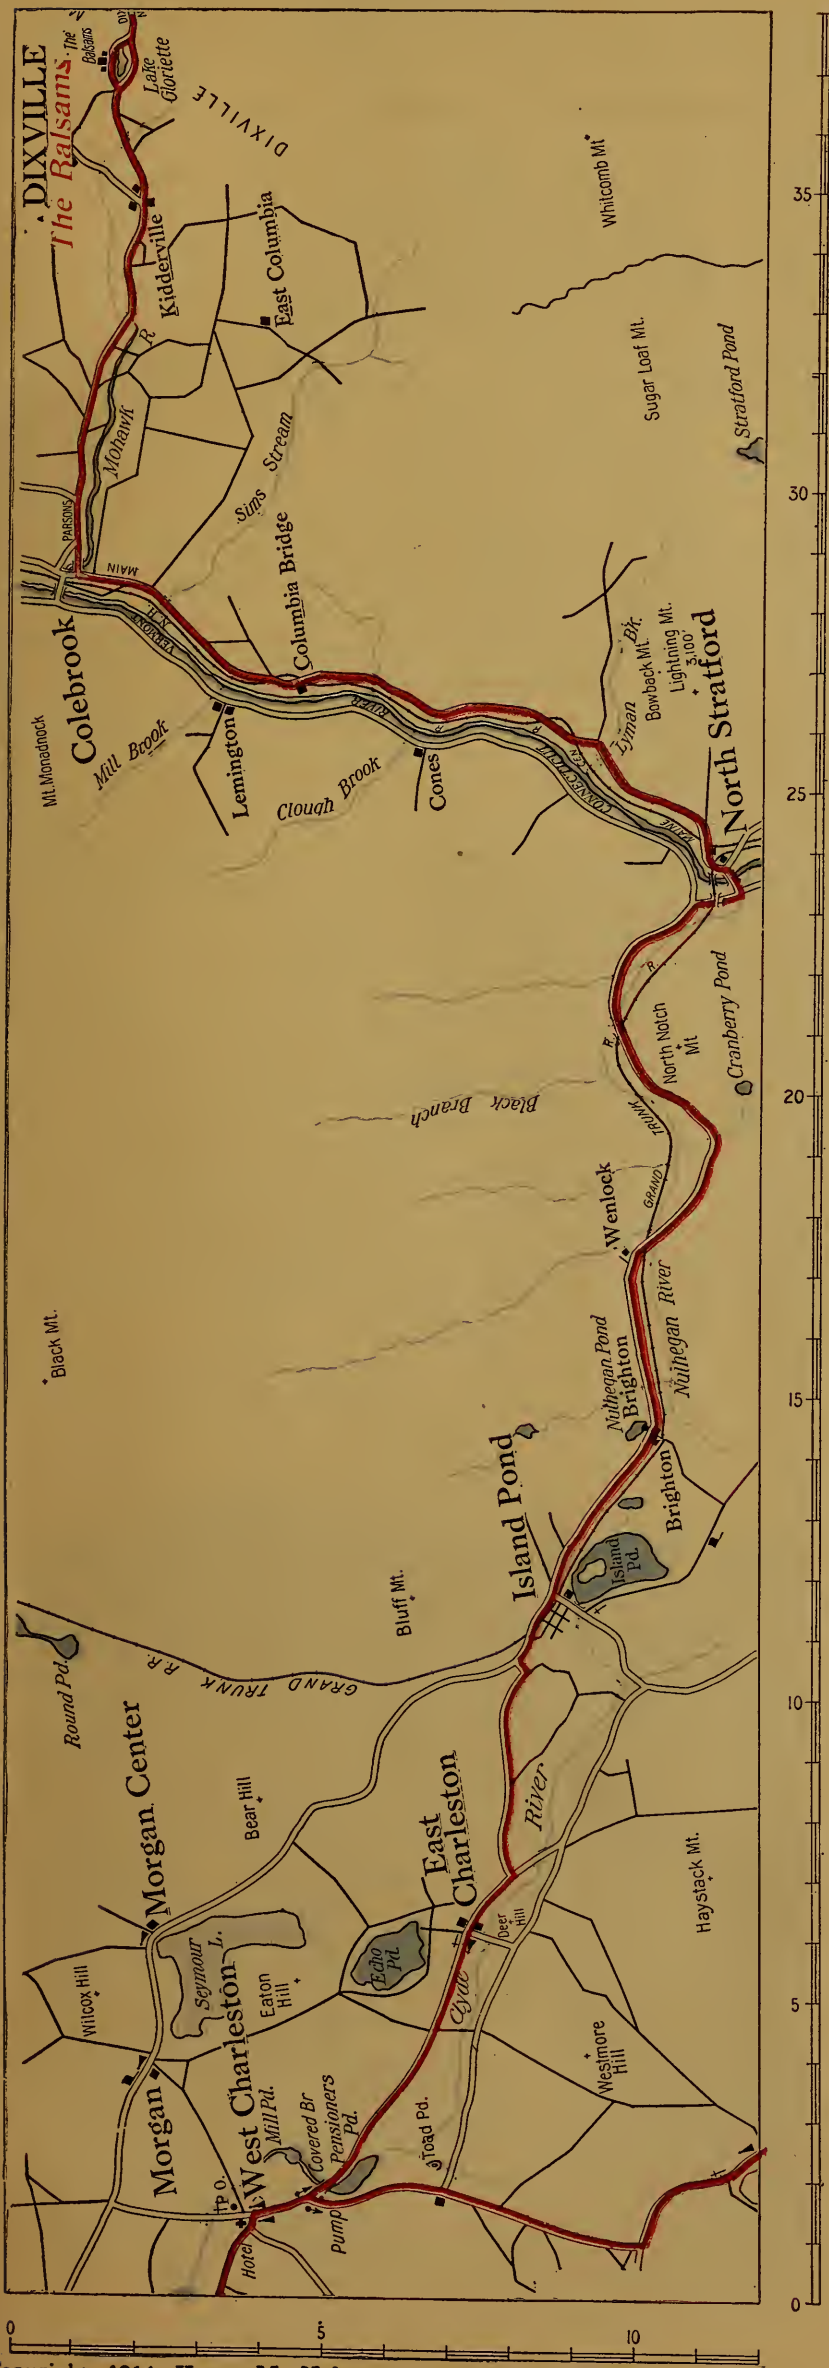 DIXVILLE
The Balsams
The
Balsams
Lake
Gloriette
DIXVILLE
Kidderville
East Columbia
Whitcomb Mt
35
R
Mohawk
Sugar Loaf Mt.
Stratford Pond
PARSONS
Sims Stream
30
MAIN
Colebrook
N.H.
VERMONT
Columbia Bridge
Mt. Monadnock
Mill Brook
Lemington
RIVER
Clough Brook
Cones
R
R
CEN
CONNECTICUT
MAINE
Lyman Bk.
Bowback Mt.
Lightning Mt.
3,100'
North Stratford
25
R.
R.
North Notch
Mt
Cranberry Pond
Black Branch
20
TRUNK
GRAND
Wenlock
Nulhegan River
Black Mt.
Nulhegan Pond
Brighton
15
Island Pond
Brighton
Island
Pd.
Bluff Mt.
Round Pd.
GRAND TRUNK R.R.
10
Morgan Center
Bear Hill
East
Charleston
River
Haystack Mt.
Deer
Hill
Seymour
L.
Echo
Pd.
Wilcox Hill
Eaton
Hill
Clyde
5
Westmore
Hill
Morgan
West Charleston
Mill Pd.
Covered Br
Pensioners
Pd.
Toad Pd.
P.O.
Pump
Hotel
0
0
5
10